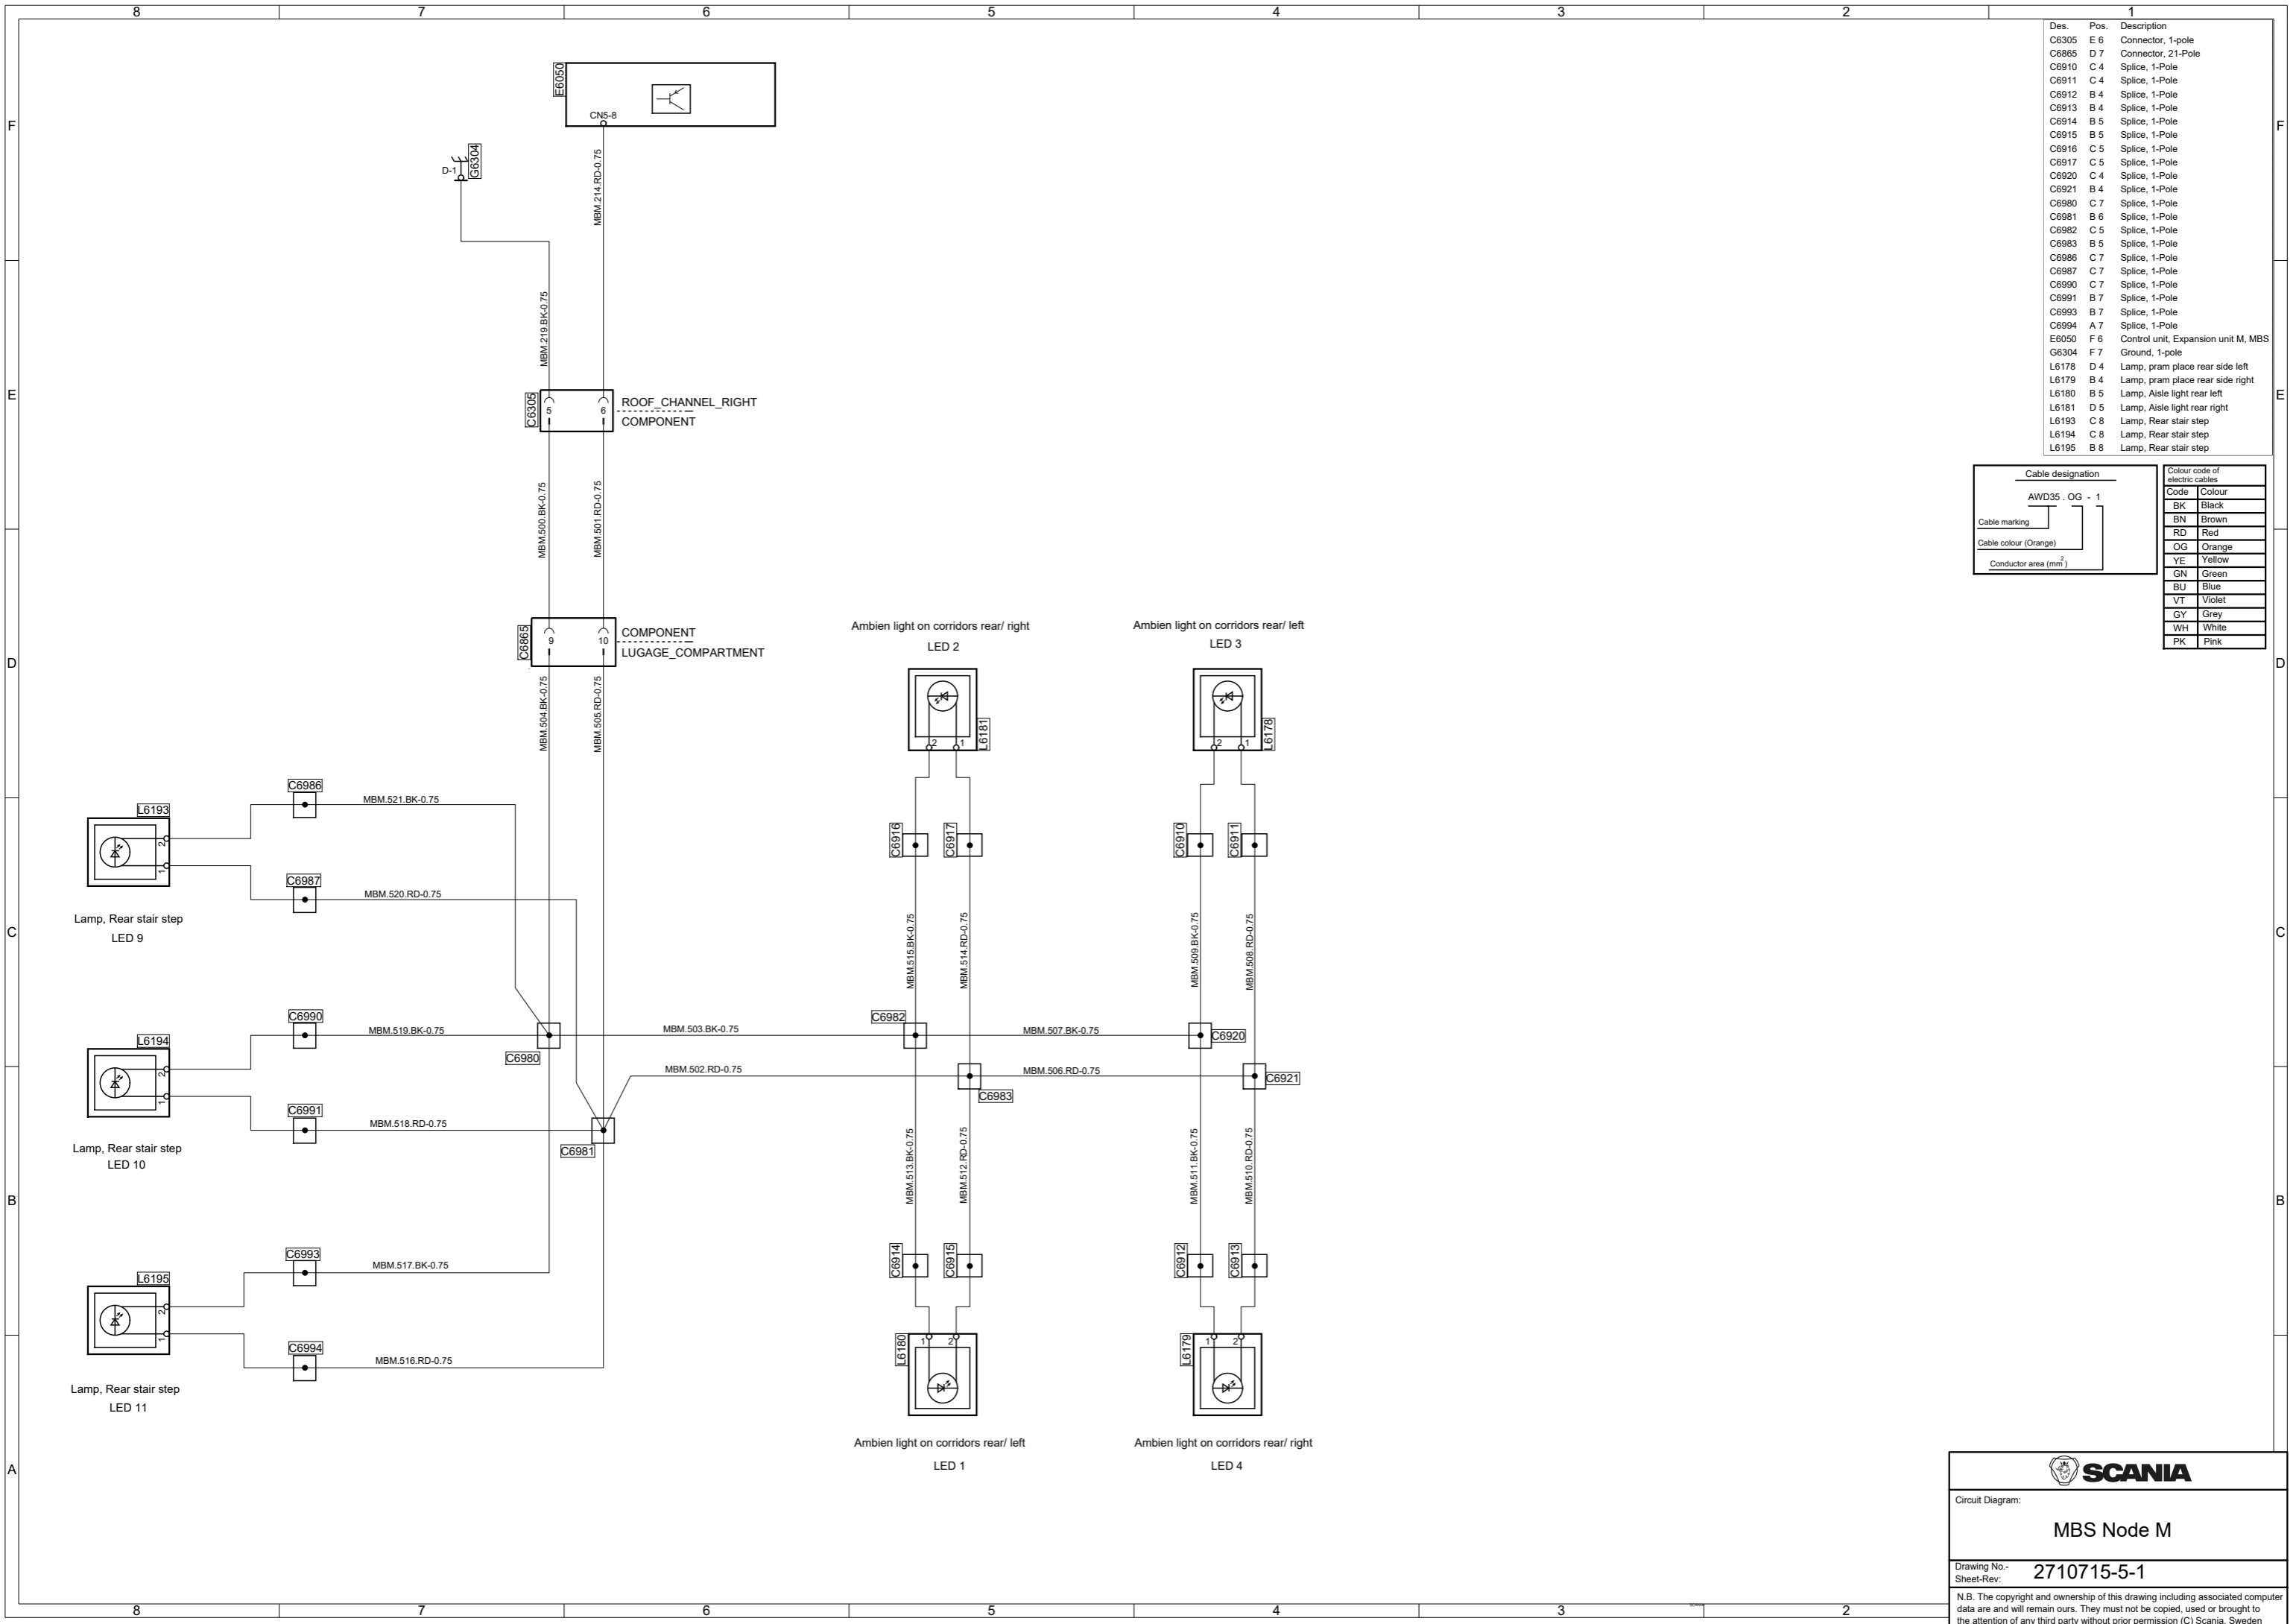 8 7 6 5 4 3 2 1
Des. Pos. Description
C6305 E 6 Connector, 1-pole
C6865 D 7 Connector, 21-Pole
C6910 C 4 Splice, 1-Pole
C6911 C 4 Splice, 1-Pole
C6912 B 4 Splice, 1-Pole
C6913 B 4 Splice, 1-Pole
C6914 B 5 Splice, 1-Pole
C6915 B 5 Splice, 1-Pole
C6916 C 5 Splice, 1-Pole
C6917 C 5 Splice, 1-Pole
C6920 C 4 Splice, 1-Pole
C6921 B 4 Splice, 1-Pole
C6980 C 7 Splice, 1-Pole
C6981 B 6 Splice, 1-Pole
C6982 C 5 Splice, 1-Pole
C6983 B 5 Splice, 1-Pole
C6986 C 7 Splice, 1-Pole
C6987 C 7 Splice, 1-Pole
C6990 C 7 Splice, 1-Pole
C6991 B 7 Splice, 1-Pole
C6993 B 7 Splice, 1-Pole
C6994 A 7 Splice, 1-Pole
E6050 F 6 Control unit, Expansion unit M, MBS
G6304 F 7 Ground, 1-pole
L6178 D 4 Lamp, pram place rear side left
L6179 B 4 Lamp, pram place rear side right
L6180 B 5 Lamp, Aisle light rear left
L6181 D 5 Lamp, Aisle light rear right
L6193 C 8 Lamp, Rear stair step
L6194 C 8 Lamp, Rear stair step
L6195 B 8 Lamp, Rear stair step
Cable designation
AWD35 . OG - 1
Cable marking
Cable colour (Orange)
Conductor area (mm2)
Colour code of
electric cables
Code Colour
BK Black
BN Brown
RD Red
OG Orange
YE Yellow
GN Green
BU Blue
VT Violet
GY Grey
WH White
PK Pink
E6050
CN5-8
F F
D-1
G6304
MBM.214.RD-0.75
MBM.219.BK-0.75
E E
C6305
5 6
ROOF_CHANNEL_RIGHT
COMPONENT
MBM.500.BK-0.75
MBM.501.RD-0.75
C6865
9 10
COMPONENT
LUGAGE_COMPARTMENT
D D
MBM.504.BK-0.75
MBM.505.RD-0.75
Ambien light on corridors rear/ right
LED 2
L6181
2 1
Ambien light on corridors rear/ left
LED 3
L6178
2 1
C6986
MBM.521.BK-0.75
L6193
2
1
C6987
MBM.520.RD-0.75
Lamp, Rear stair step
LED 9
C6916
C6917
C6910
C6911
C C
MBM.515.BK-0.75
MBM.514.RD-0.75
MBM.509.BK-0.75
MBM.508.RD-0.75
C6990
MBM.519.BK-0.75
C6980
MBM.503.BK-0.75
C6982
MBM.507.BK-0.75
C6920
L6194
2
1
MBM.502.RD-0.75
C6983
MBM.506.RD-0.75
C6921
C6991
MBM.518.RD-0.75
C6981
Lamp, Rear stair step
LED 10
MBM.513.BK-0.75
MBM.512.RD-0.75
MBM.511.BK-0.75
MBM.510.RD-0.75
B B
C6993
MBM.517.BK-0.75
L6195
2
1
C6994
MBM.516.RD-0.75
Lamp, Rear stair step
LED 11
C6914
C6915
C6912
C6913
L6180
1 2
L6179
1 2
Ambien light on corridors rear/ left
LED 1
Ambien light on corridors rear/ right
LED 4
A
SCANIA
Circuit Diagram:
MBS Node M
Drawing No.-
Sheet-Rev:
2710715-5-1
N.B. The copyright and ownership of this drawing including associated computer
data are and will remain ours. They must not be copied, used or brought to
the attention of any third party without prior permission (C) Scania, Sweden
8 7 6 5 4 3 2